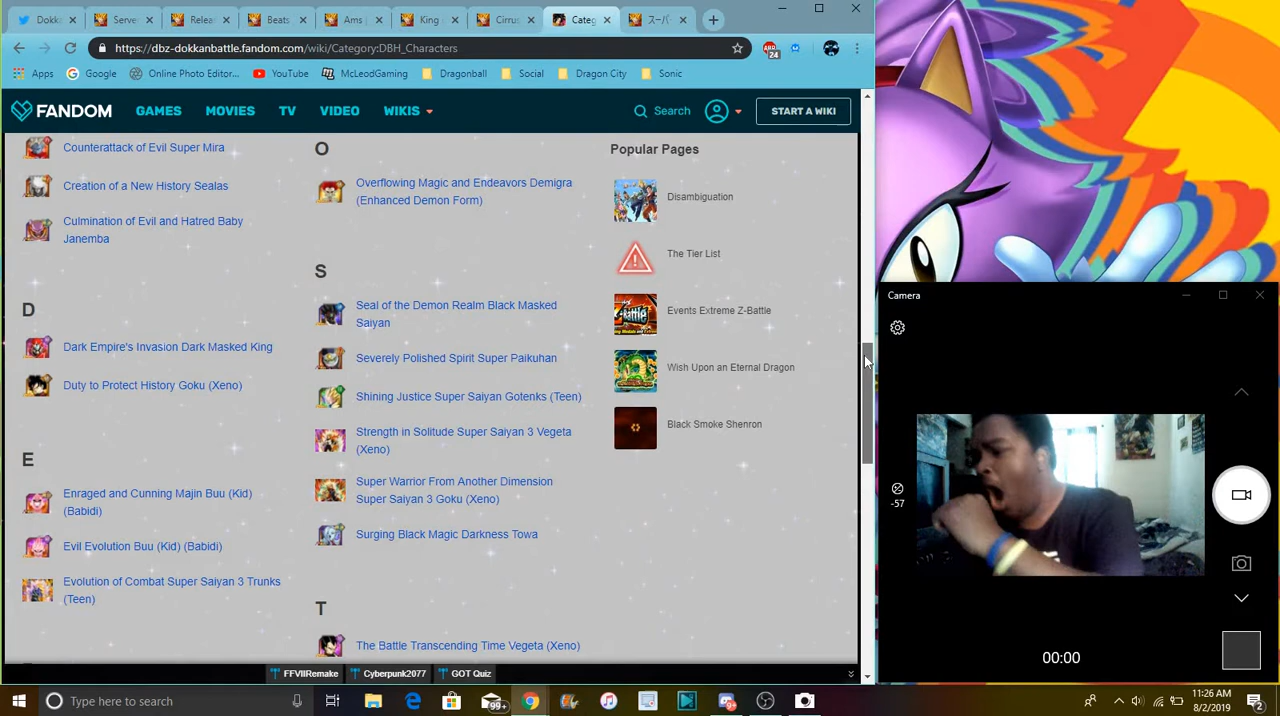 Dokk
Serve
Relea
Beats
Ams
King
Cirrus
Categ
スーパ
https://dbz-dokkanbattle.fandom.com/wiki/Category:DBH_Characters
24
Apps
Google
Online Photo Editor...
YouTube
McLeodGaming
Dragonball
Social
Dragon City
Sonic
FANDOM
GAMES
MOVIES
TV
VIDEO
WIKIS
Search
START A WIKI
Counterattack of Evil Super Mira
Creation of a New History Sealas
Culmination of Evil and Hatred Baby
Janemba
D
Dark Empire's Invasion Dark Masked King
Duty to Protect History Goku (Xeno)
E
Enraged and Cunning Majin Buu (Kid)
(Babidi)
Evil Evolution Buu (Kid) (Babidi)
Evolution of Combat Super Saiyan 3 Trunks
(Teen)
O
Overflowing Magic and Endeavors Demigra
(Enhanced Demon Form)
S
Seal of the Demon Realm Black Masked
Saiyan
Severely Polished Spirit Super Paikuhan
Shining Justice Super Saiyan Gotenks (Teen)
Strength in Solitude Super Saiyan 3 Vegeta
(Xeno)
Super Warrior From Another Dimension
Super Saiyan 3 Goku (Xeno)
Surging Black Magic Darkness Towa
T
The Battle Transcending Time Vegeta (Xeno)
Popular Pages
Disambiguation
The Tier List
Events Extreme Z-Battle
Wish Upon an Eternal Dragon
Black Smoke Shenron
FFVIIRemake
Cyberpunk2077
GOT Quiz
Camera
-57
00:00
Type here to search
99+
9+
11:26 AM
8/2/2019
2